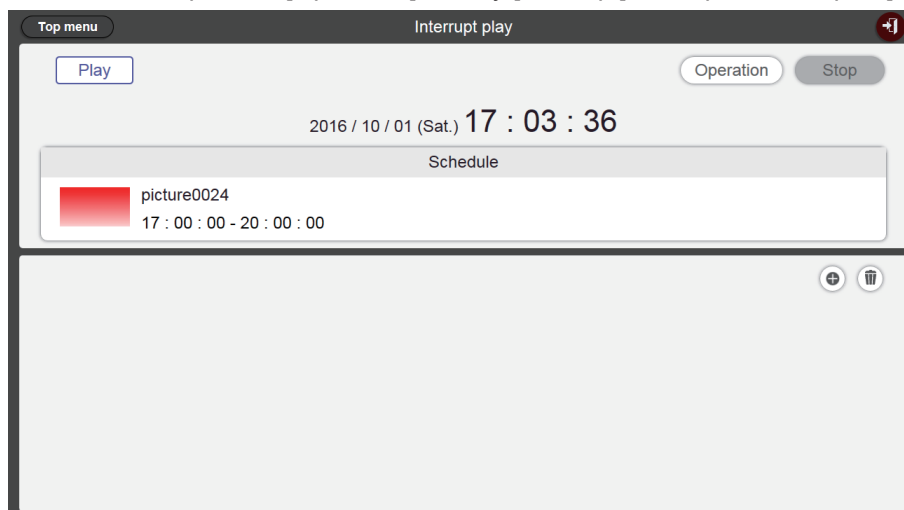 Top menu
Interrupt play
Play
Operation
Stop
2016 / 10 / 01 (Sat.) 17 : 03 : 36
Schedule
picture0024
17 : 00 : 00 - 20 : 00 : 00